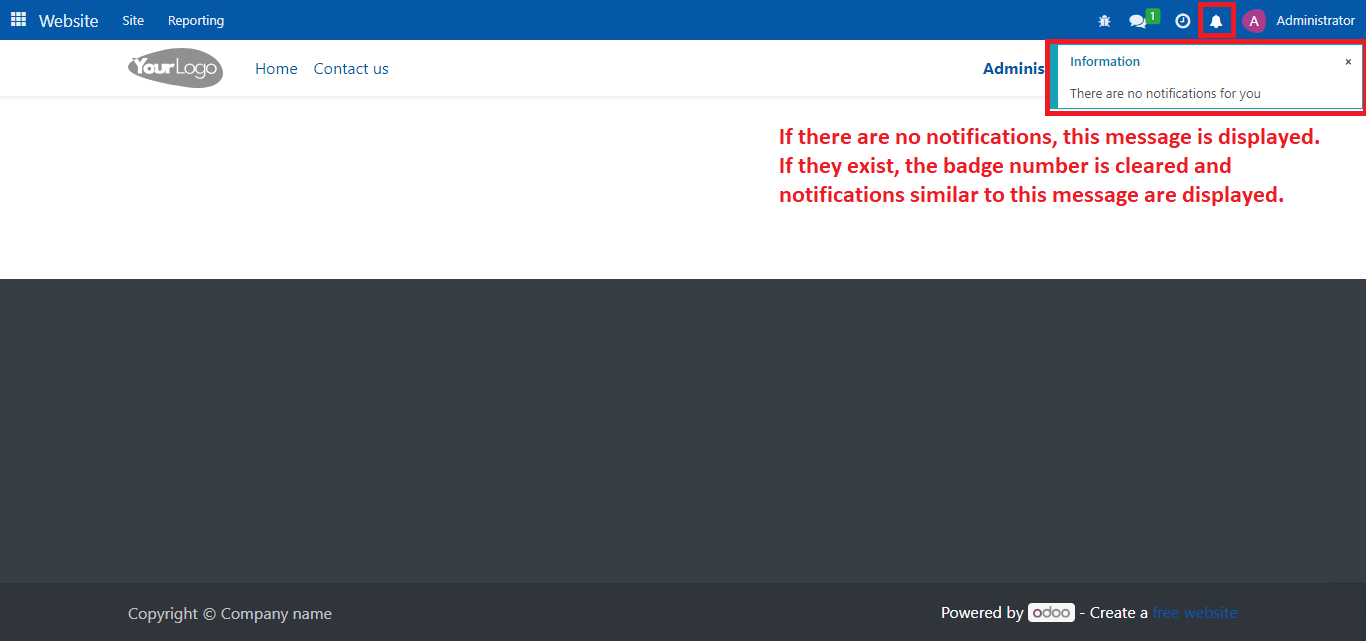 Website Site Reporting 1 A Administrator
YourLogo Home Contact us Adminis
Information ×
There are no notifications for you
If there are no notifications, this message is displayed.
If they exist, the badge number is cleared and
notifications similar to this message are displayed.
Copyright © Company name Powered by odoo - Create a free website